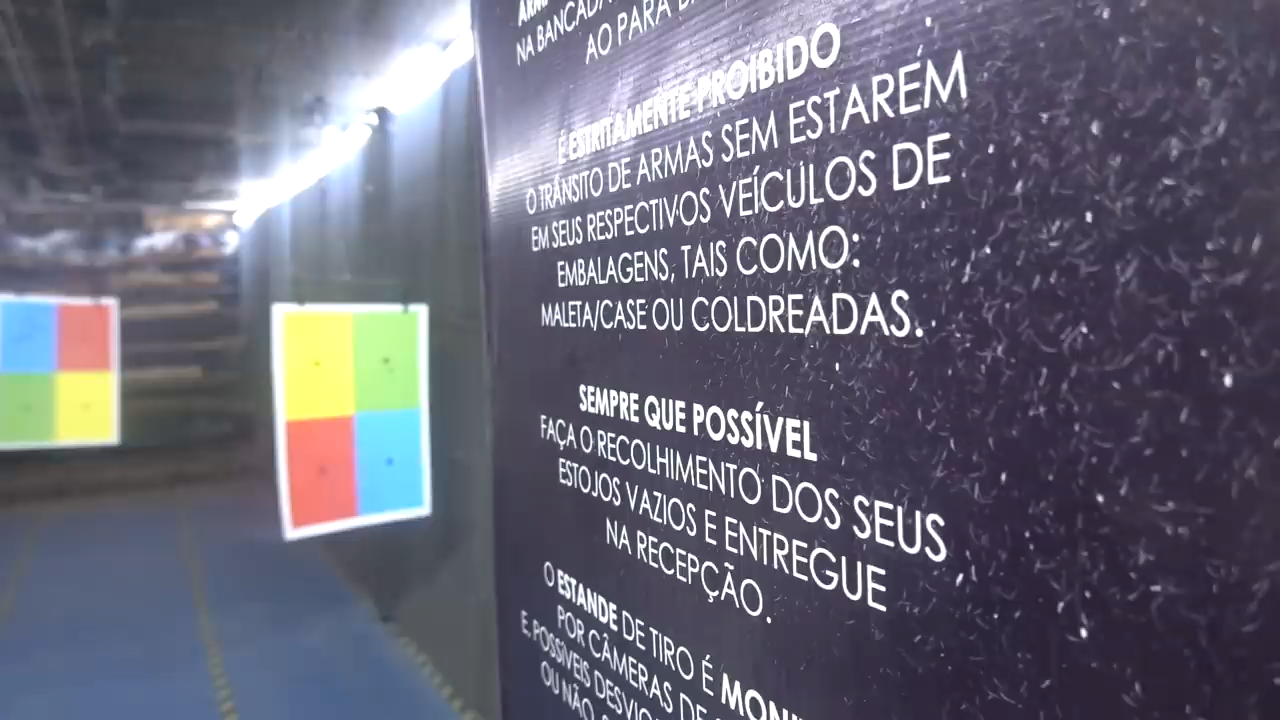 NA BANCADA
AO PARA
É ESTRITAMENTE PROIBIDO
O TRÂNSITO DE ARMAS SEM ESTAREM
EM SEUS RESPECTIVOS VEÍCULOS DE
EMBALAGENS, TAIS COMO:
MALETA/CASE OU COLDREADAS.
SEMPRE QUE POSSÍVEL
FAÇA O RECOLHIMENTO DOS SEUS
ESTOJOS VAZIOS E ENTREGUE
NA RECEPÇÃO.
O ESTANDE DE TIRO É
POR CÂMERAS DE
E, POSSÍVEIS
OU NÃO,